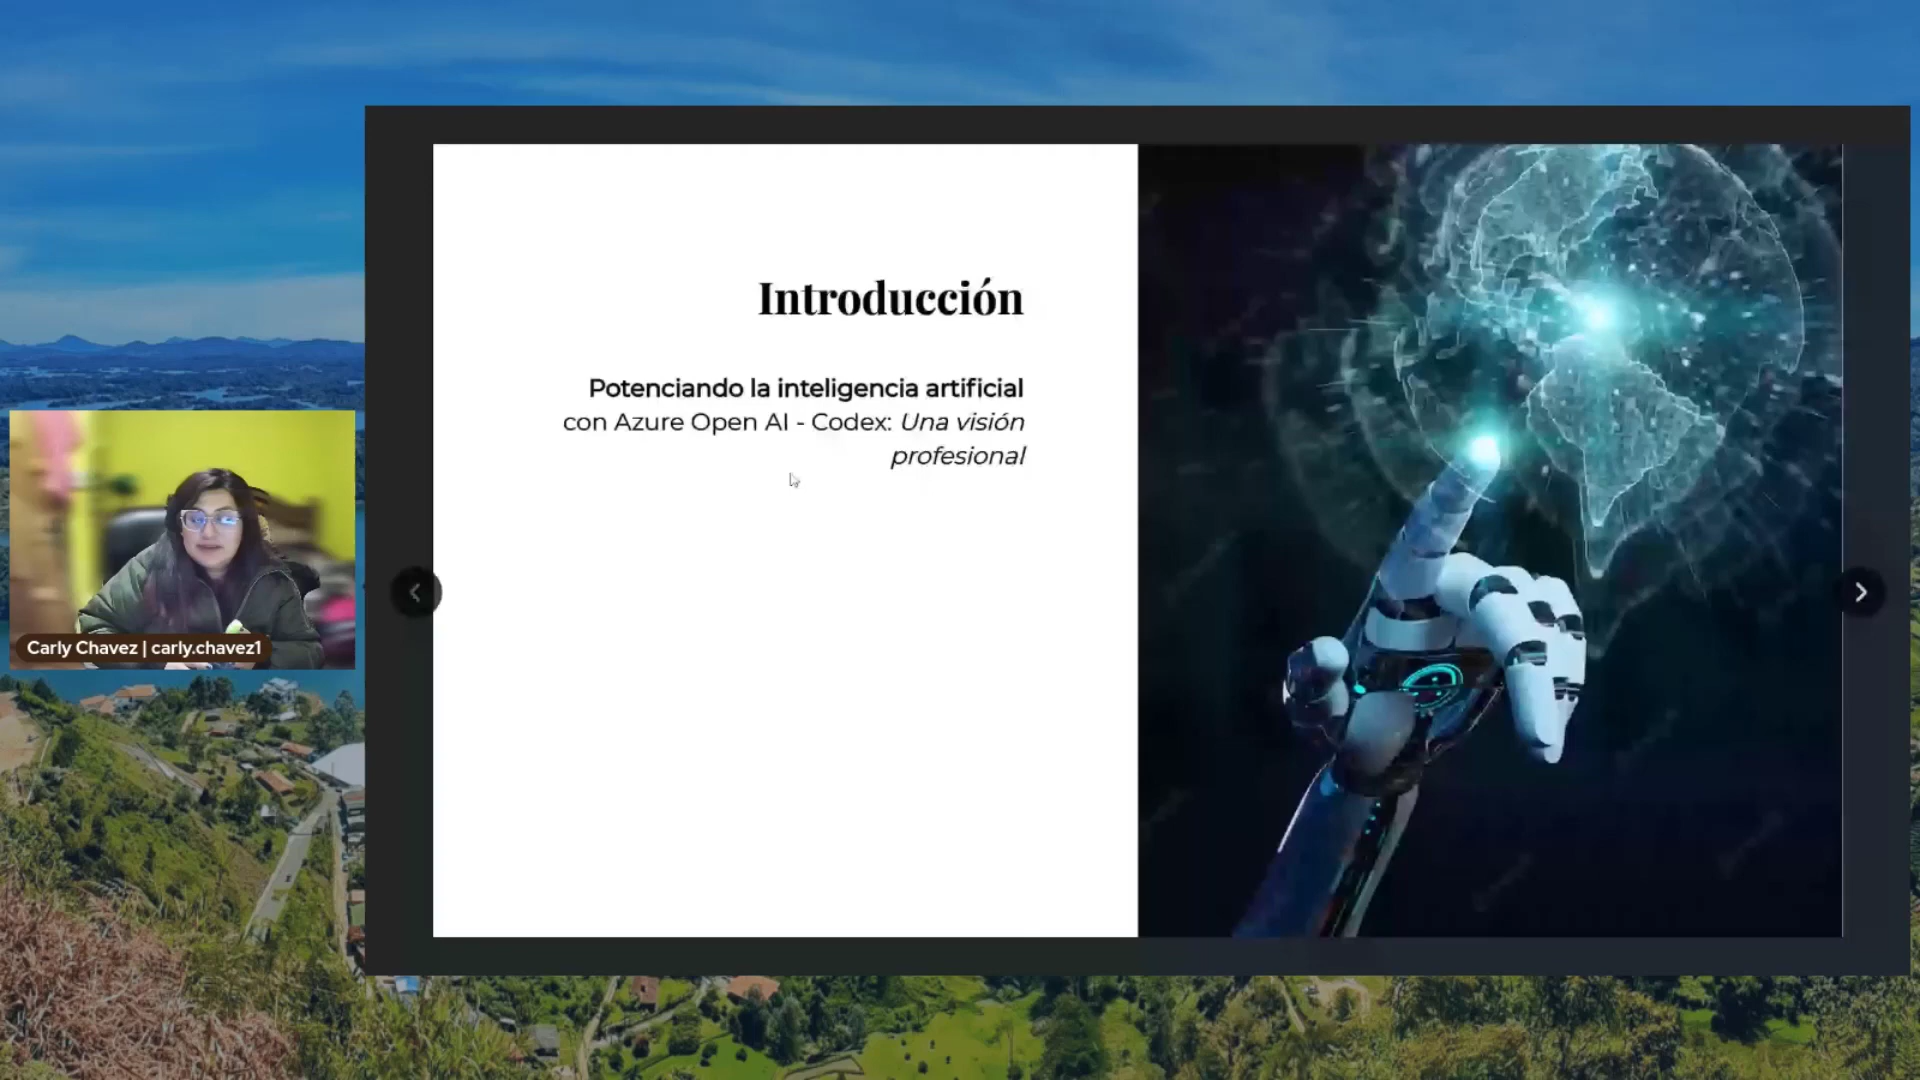 Introducción
Potenciando la inteligencia artificial
con Azure Open AI - Codex: Una visión
profesional
Carly Chavez | carly.chavez1